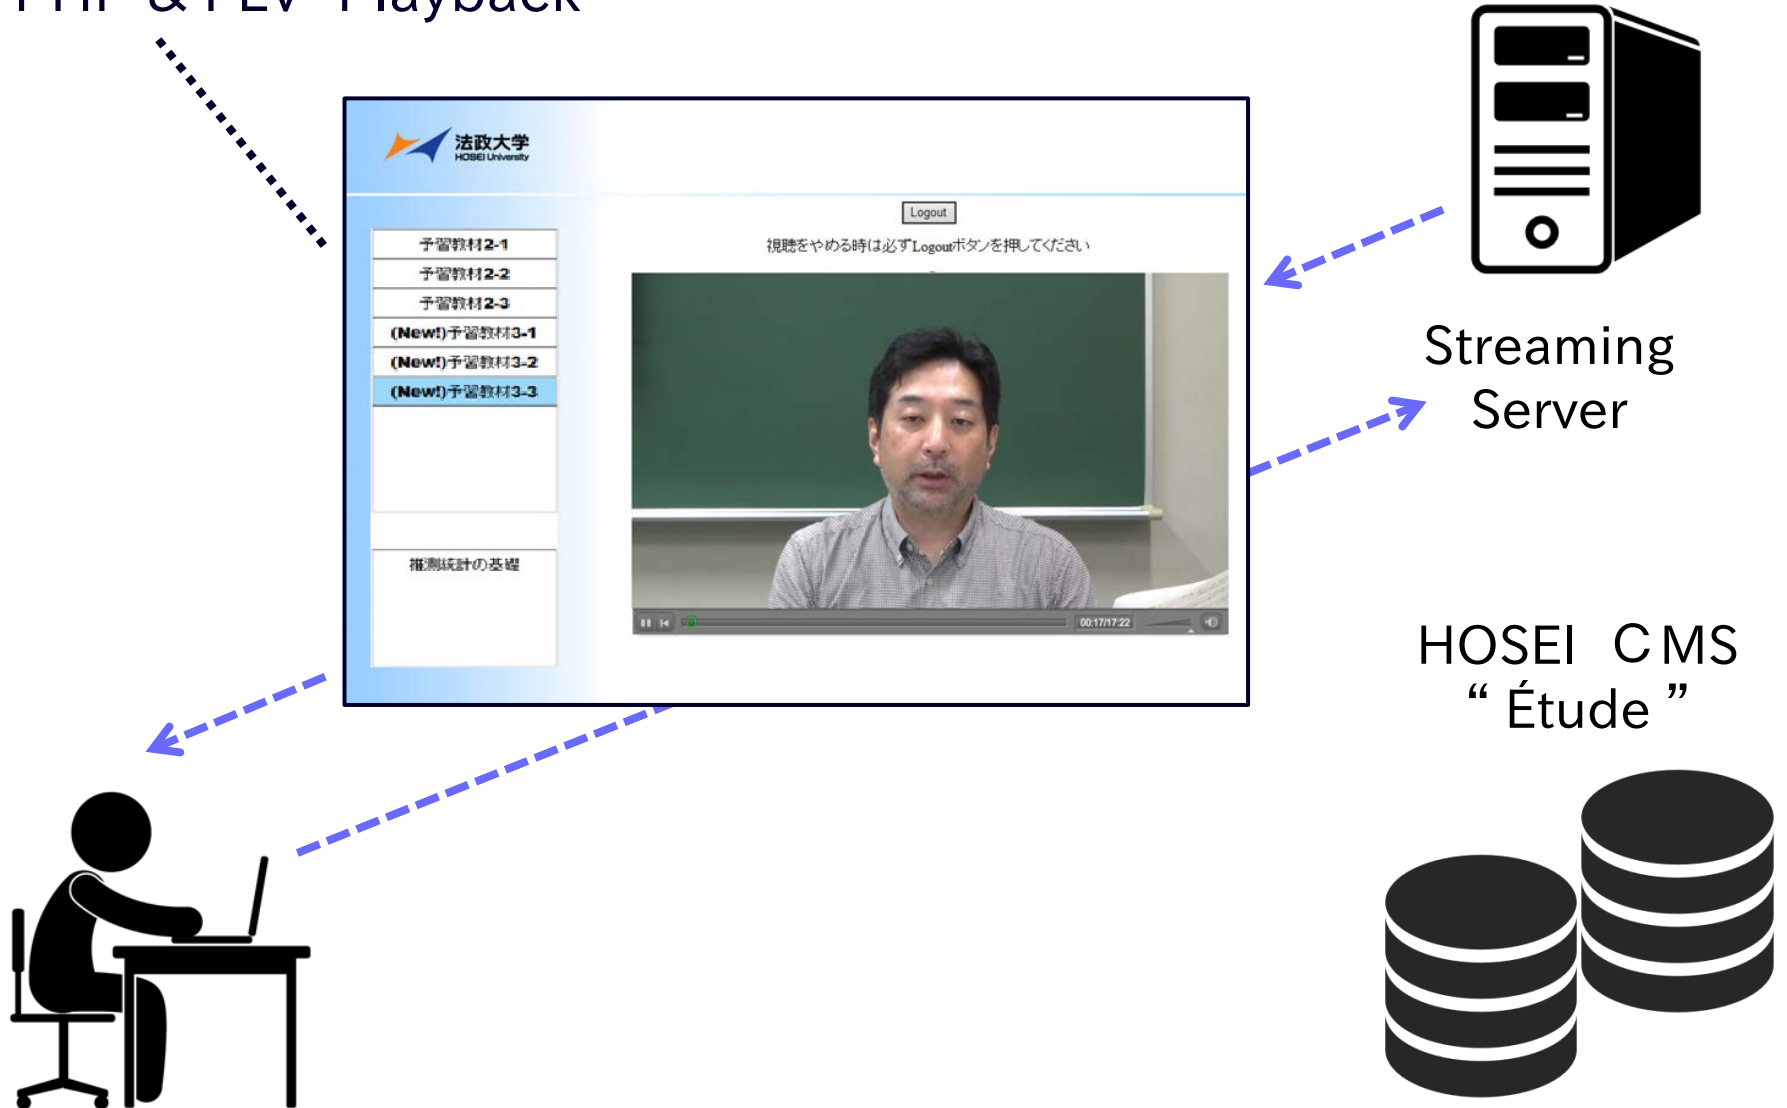 PHP & FLV Playback
法政大学
HOSEI University
Logout
視聴をやめる時は必ずLogoutボタンを押してください
予習教材2-1
予習教材2-2
予習教材2-3
(New!)予習教材3-1
(New!)予習教材3-2
(New!)予習教材3-3
推測統計の基礎
00:17/17:22
Streaming
Server
HOSEI CMS
“Étude”